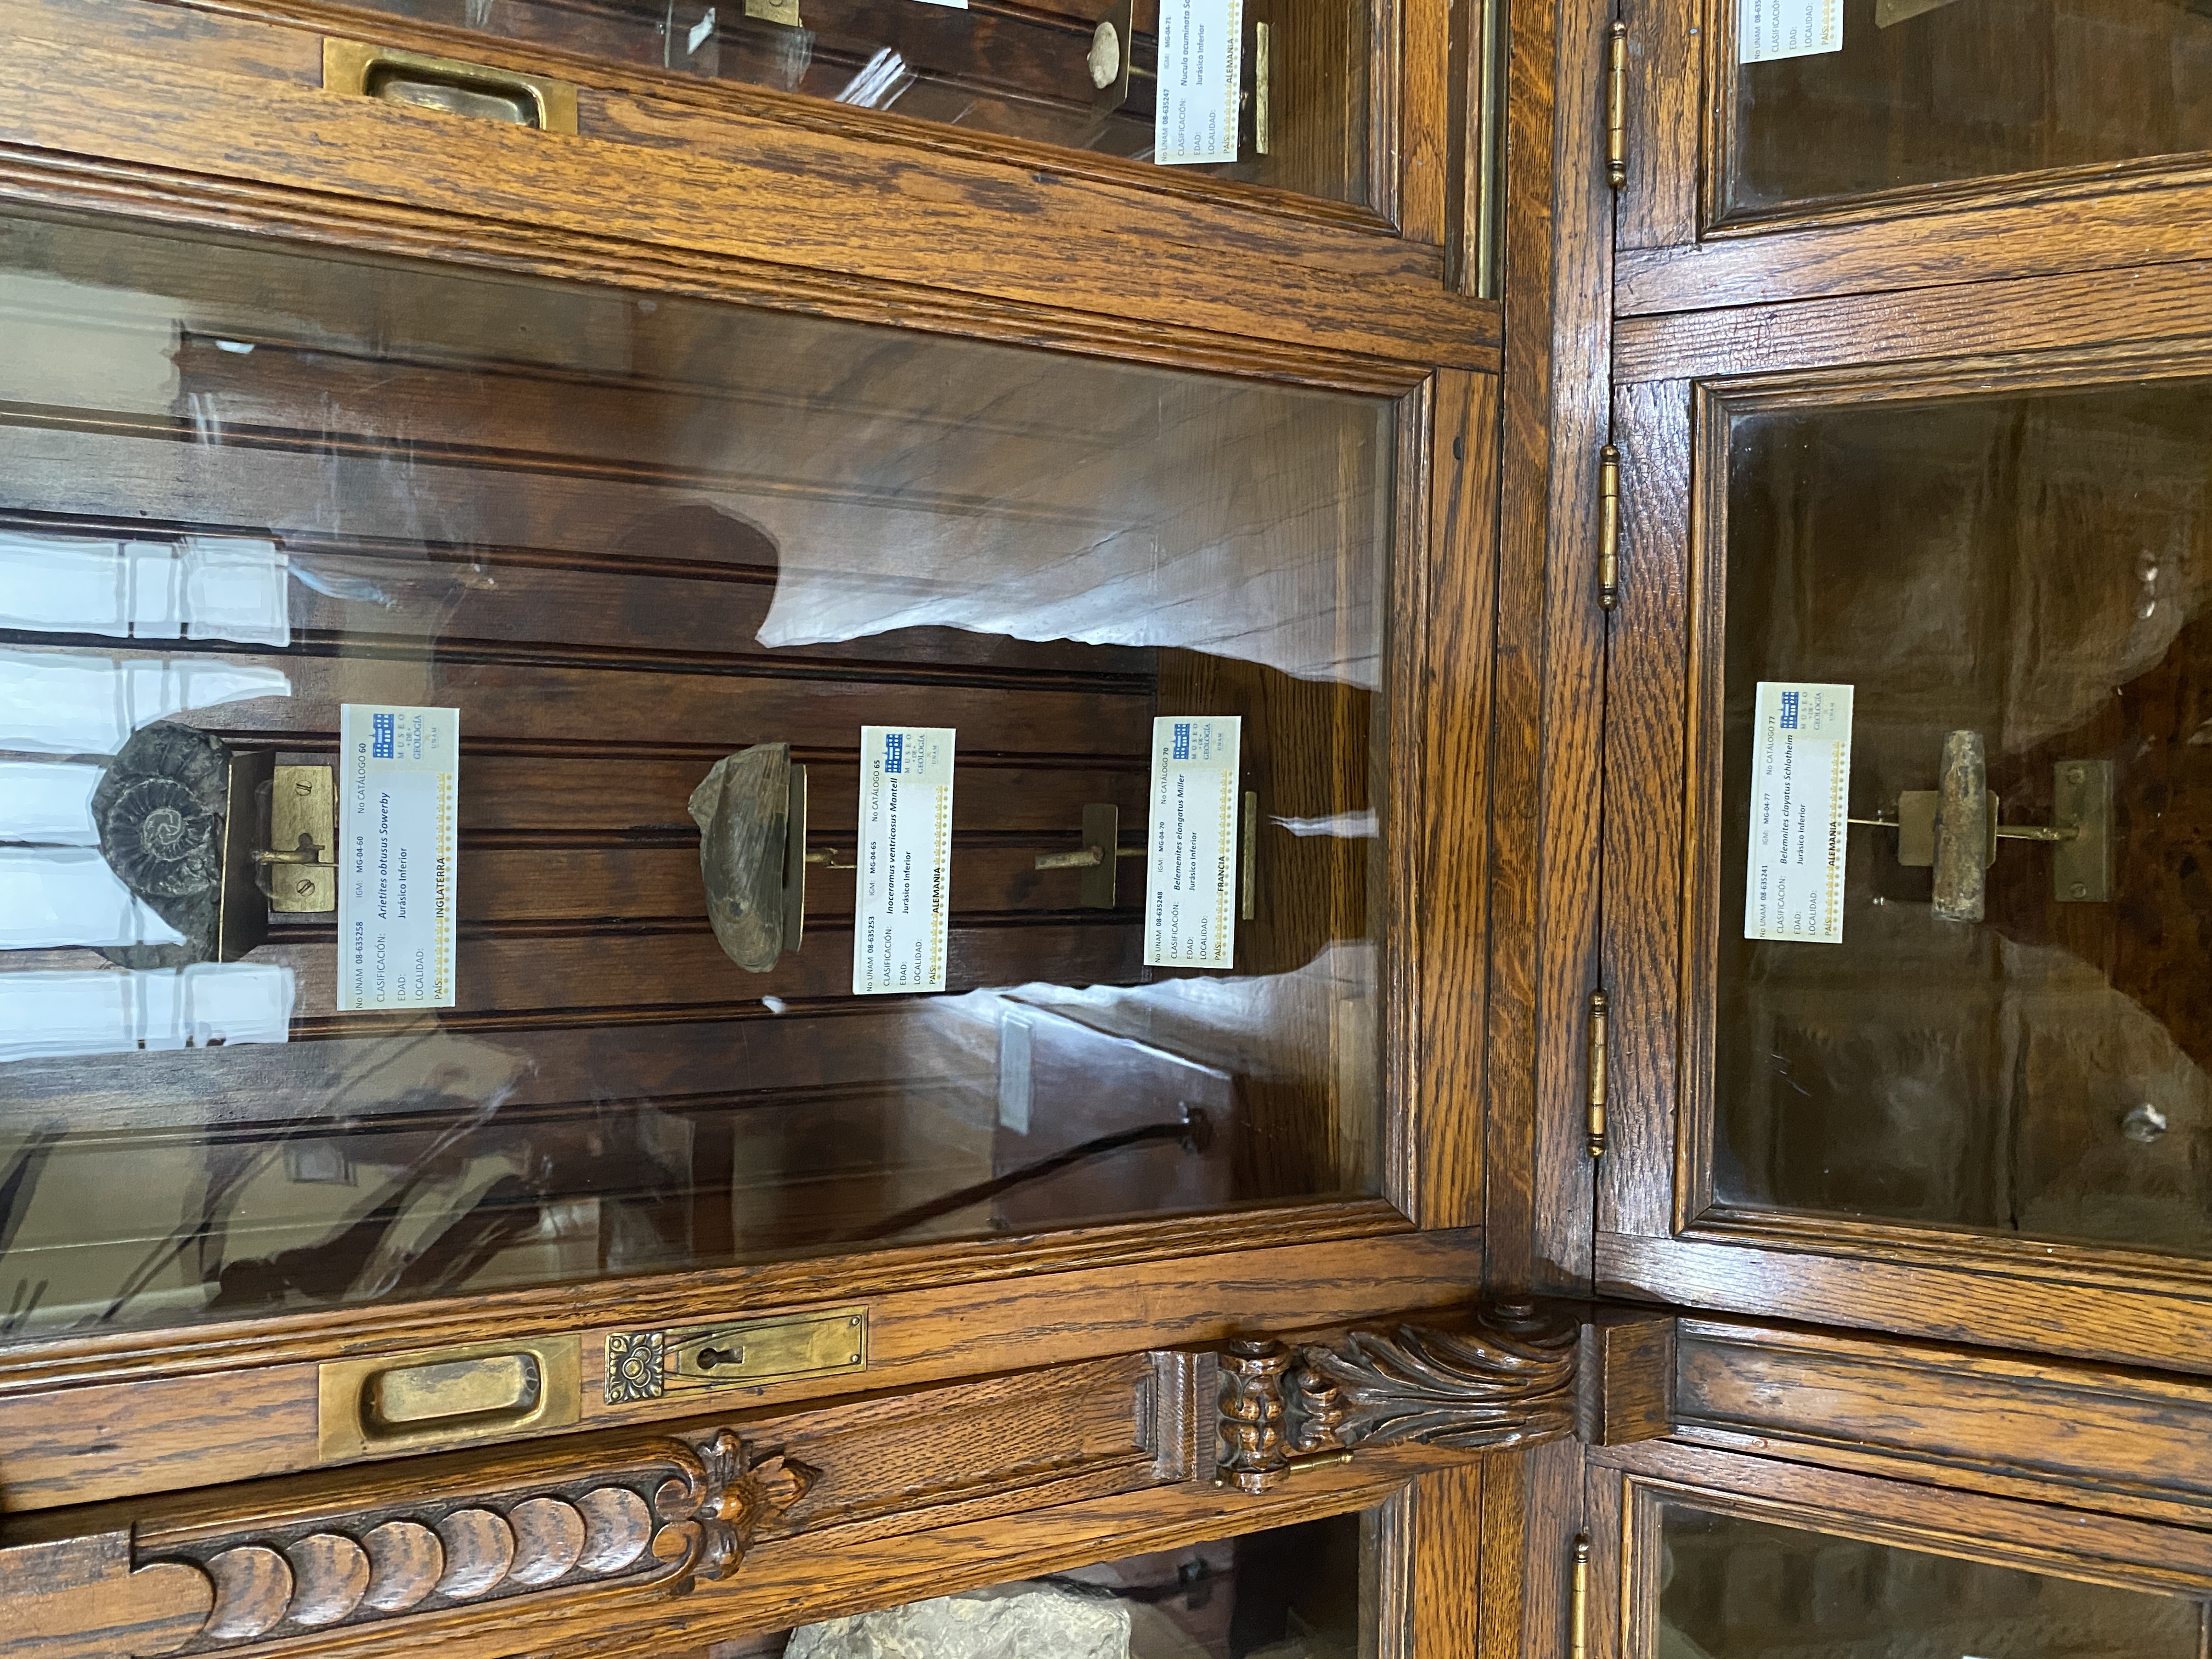 No UNAM 08-635258 IGM: MG-04-60 No CATÁLOGO 60
CLASIFICACIÓN: Arietites obtusus Sowerby
EDAD: Jurásico Inferior
LOCALIDAD:
PAÍS: INGLATERRA
MUSEO
DE
GEOLOGÍA
UNAM
No UNAM 08-635253 IGM: MG-04-65 No CATÁLOGO 65
CLASIFICACIÓN: Inoceramus ventricosus Mantell
EDAD: Jurásico Inferior
LOCALIDAD:
PAÍS: ALEMANIA
MUSEO
DE
GEOLOGÍA
UNAM
No UNAM 08-635248 IGM: MG-04-70 No CATÁLOGO 70
CLASIFICACIÓN: Belemenites elongatus Miller
EDAD: Jurásico Inferior
LOCALIDAD:
PAÍS: FRANCIA
MUSEO
DE
GEOLOGÍA
UNAM
No UNAM 08-635247 IGM: MG-04-71
CLASIFICACIÓN: Nucula acuminata
EDAD: Jurásico Inferior
LOCALIDAD:
PAÍS: ALEMANIA
No UNAM 08-635241 IGM: MG-04-77 No CATÁLOGO 77
CLASIFICACIÓN: Belemnites clayatus Schlotheim
EDAD: Jurásico Inferior
LOCALIDAD:
PAÍS: ALEMANIA
MUSEO
DE
GEOLOGÍA
UNAM
No UNAM
CLASIFICACIÓN
EDAD:
LOCALIDAD:
PAÍS: